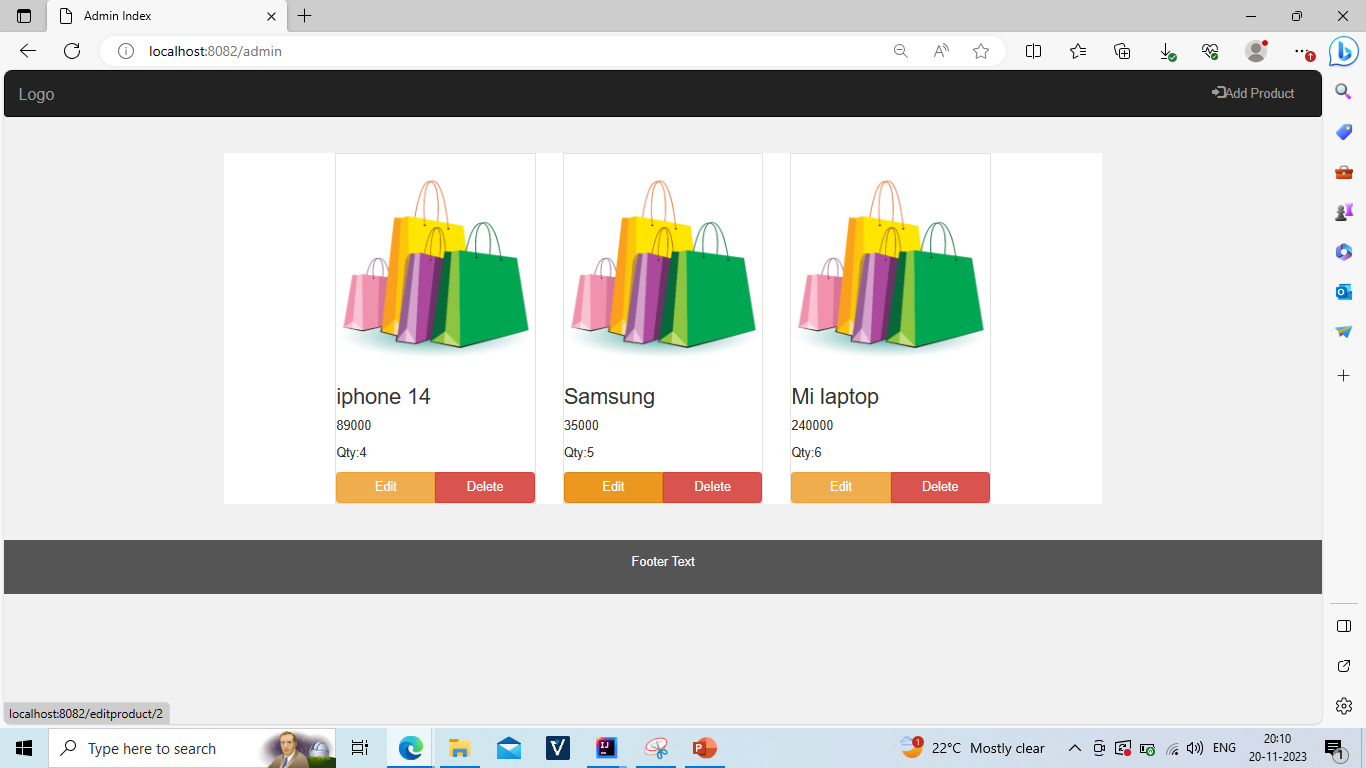 Admin Index
localhost:8082/admin
Logo
Add Product
iphone 14
89000
Qty:4
Edit Delete
Samsung
35000
Qty:5
Edit Delete
Mi laptop
240000
Qty:6
Edit Delete
Footer Text
localhost:8082/editproduct/2
Type here to search
22°C Mostly clear
ENG
20:10
20-11-2023